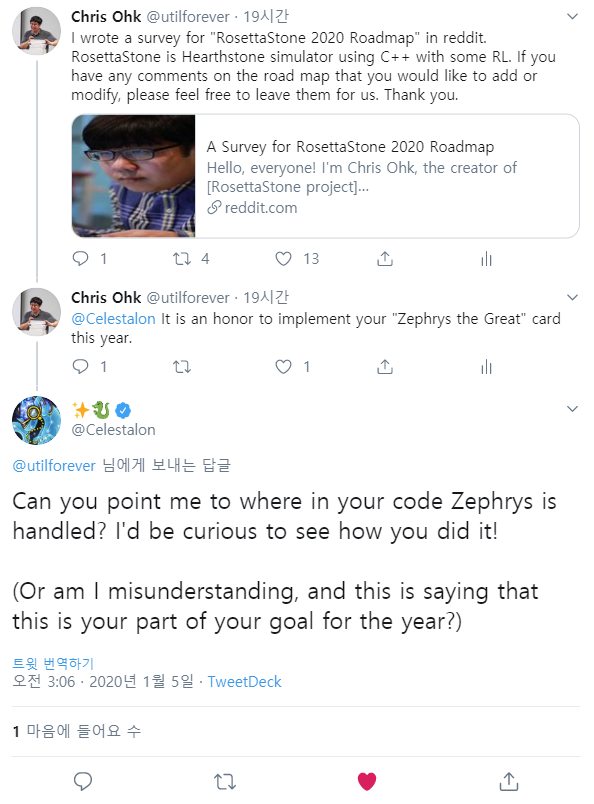 Chris Ohk @utilforever · 19시간
I wrote a survey for "RosettaStone 2020 Roadmap" in reddit.
RosettaStone is Hearthstone simulator using C++ with some RL. If you
have any comments on the road map that you would like to add or
modify, please feel free to leave them for us. Thank you.
A Survey for RosettaStone 2020 Roadmap
Hello, everyone! I'm Chris Ohk, the creator of
[RosettaStone project]...
reddit.com
1 4 13
Chris Ohk @utilforever · 19시간
@Celestalon It is an honor to implement your "Zephrys the Great" card
this year.
1 1
@Celestalon
@utilforever 님에게 보내는 답글
Can you point me to where in your code Zephrys is
handled? I'd be curious to see how you did it!
(Or am I misunderstanding, and this is saying that
this is your part of your goal for the year?)
트윗 번역하기
오전 3:06 · 2020년 1월 5일 · TweetDeck
1 마음에 들어요 수